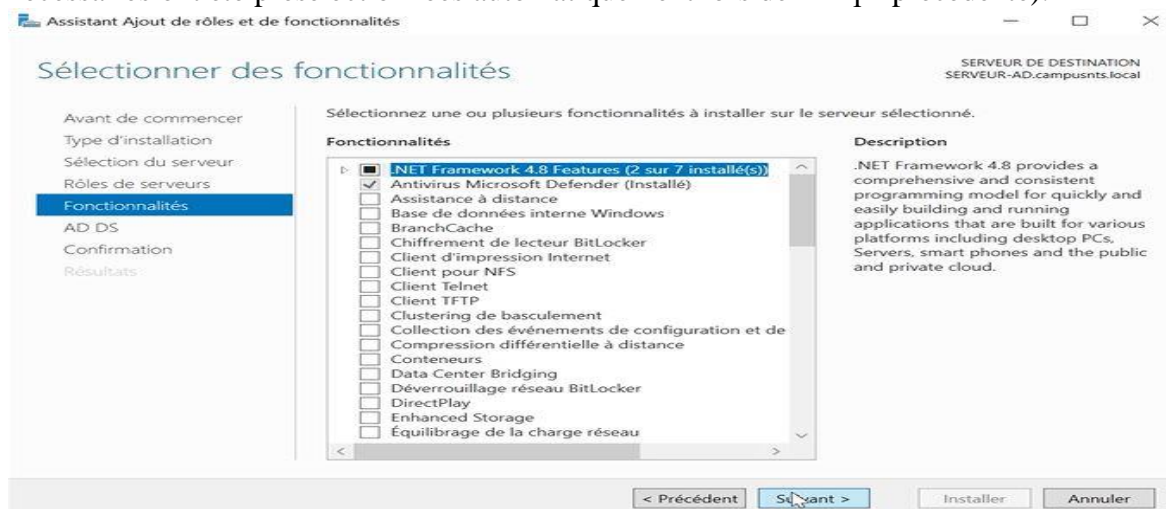 Assistant Ajout de rôles et de fonctionnalités
Sélectionner des fonctionnalités
SERVEUR DE DESTINATION
SERVEUR-AD.campusnts.local
Avant de commencer
Type d'installation
Sélection du serveur
Rôles de serveurs
Fonctionnalités
AD DS
Confirmation
Résultats
Sélectionnez une ou plusieurs fonctionnalités à installer sur le serveur sélectionné.
Fonctionnalités
.NET Framework 4.8 Features (2 sur 7 installé(s))
Antivirus Microsoft Defender (Installé)
Assistance à distance
Base de données interne Windows
BranchCache
Chiffrement de lecteur BitLocker
Client d'impression Internet
Client pour NFS
Client Telnet
Client TFTP
Clustering de basculement
Collection des événements de configuration et de
Compression différentielle à distance
Conteneurs
Data Center Bridging
Déverrouillage réseau BitLocker
DirectPlay
Enhanced Storage
Équilibrage de la charge réseau
Description
.NET Framework 4.8 provides a
comprehensive and consistent
programming model for quickly and
easily building and running
applications that are built for various
platforms including desktop PCs,
Servers, smart phones and the public
and private cloud.
< Précédent
Suivant >
Installer
Annuler